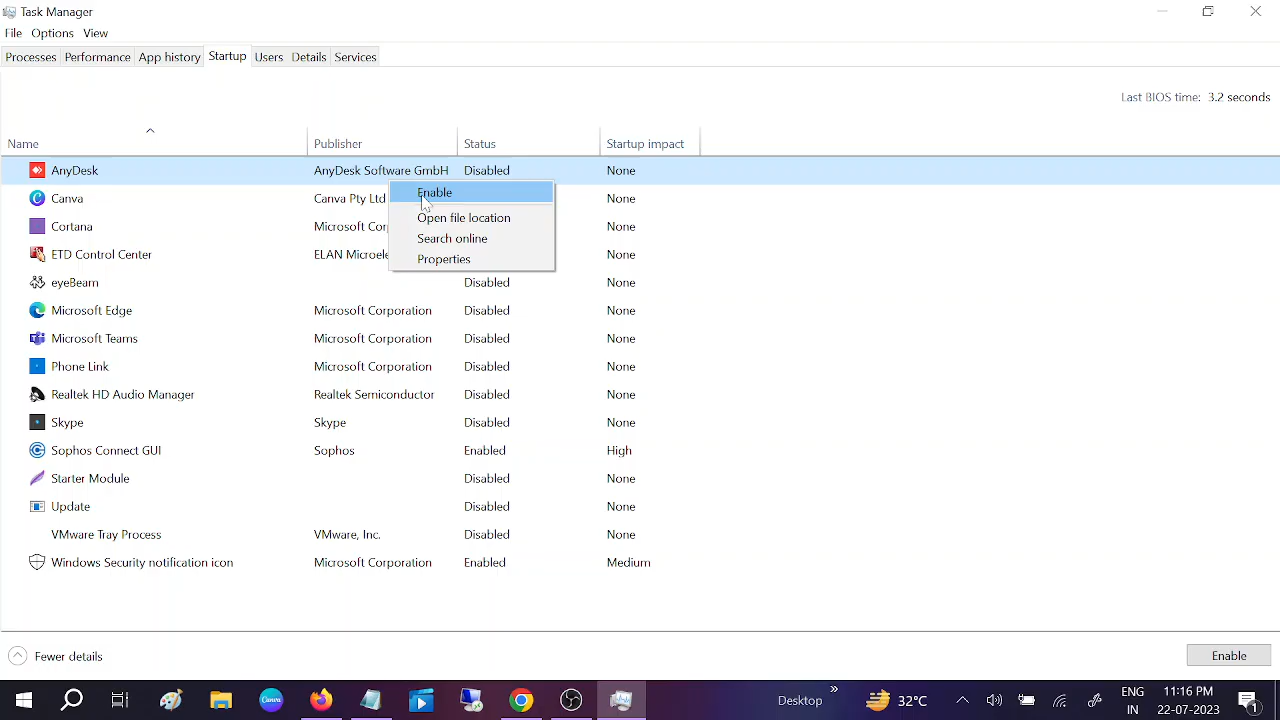 Task Manager
File Options View
Processes Performance App history Startup Users Details Services
Last BIOS time: 3.2 seconds
Name Publisher Status Startup impact
AnyDesk AnyDesk Software GmbH Disabled None
Enable
Canva Canva Pty Ltd None
Open file location
Cortana Microsoft Cor None
Search online
ETD Control Center ELAN Microele None
Properties
eyeBeam Disabled None
Microsoft Edge Microsoft Corporation Disabled None
Microsoft Teams Microsoft Corporation Disabled None
Phone Link Microsoft Corporation Disabled None
Realtek HD Audio Manager Realtek Semiconductor Disabled None
Skype Skype Disabled None
Sophos Connect GUI Sophos Enabled High
Starter Module Disabled None
Update Disabled None
VMware Tray Process VMware, Inc. Disabled None
Windows Security notification icon Microsoft Corporation Enabled Medium
Fewer details Enable
Canva Desktop » 32°C ENG 11:16 PM
IN 22-07-2023 1